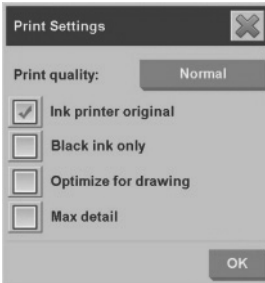 Print Settings
Print quality: Normal
Ink printer original
Black ink only
Optimize for drawing
Max detail
OK